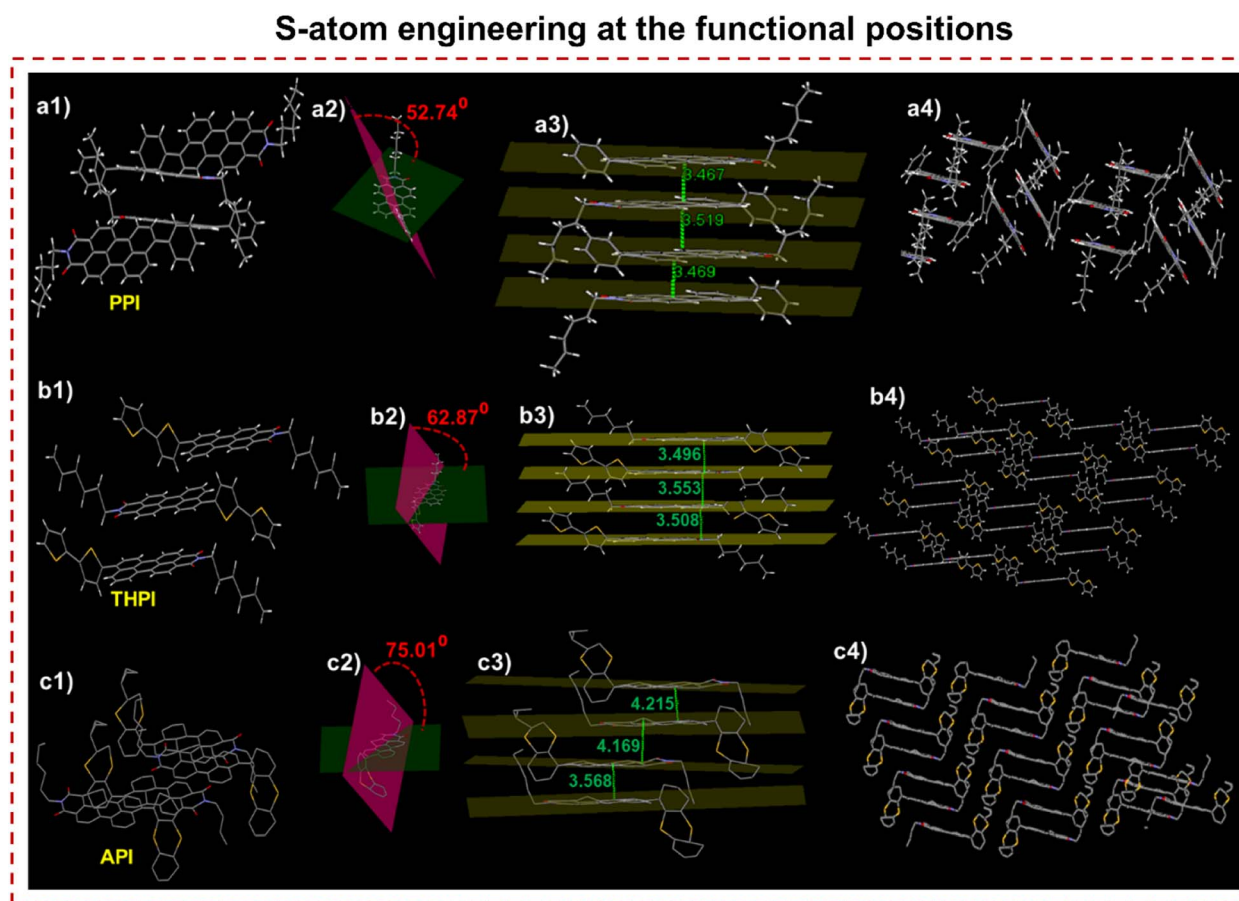 S-atom engineering at the functional positions
a1)
a2)
52.74⁰
a3)
3.467
3.519
3.469
a4)
PPI
b1)
b2)
62.87⁰
b3)
3.496
3.553
3.508
b4)
THPI
c1)
c2)
75.01⁰
c3)
4.215
4.169
3.568
c4)
API